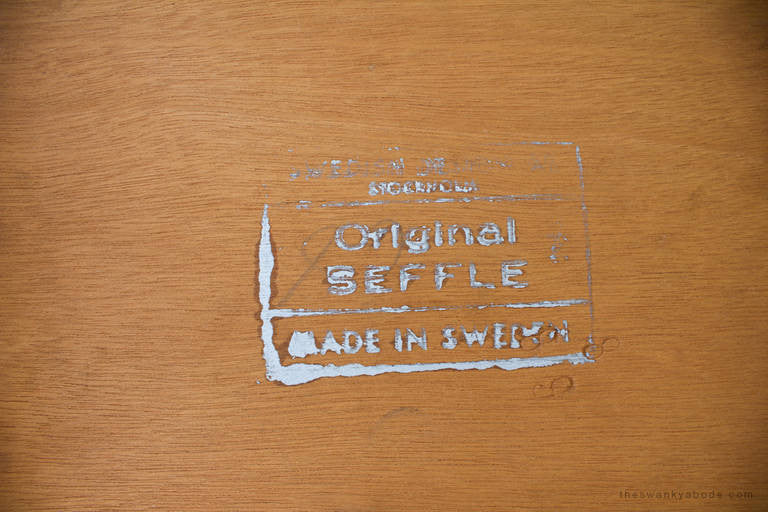 STOCKHOLM
Original
SEFFLE
MADE IN SWEDEN
theswankyabode.com